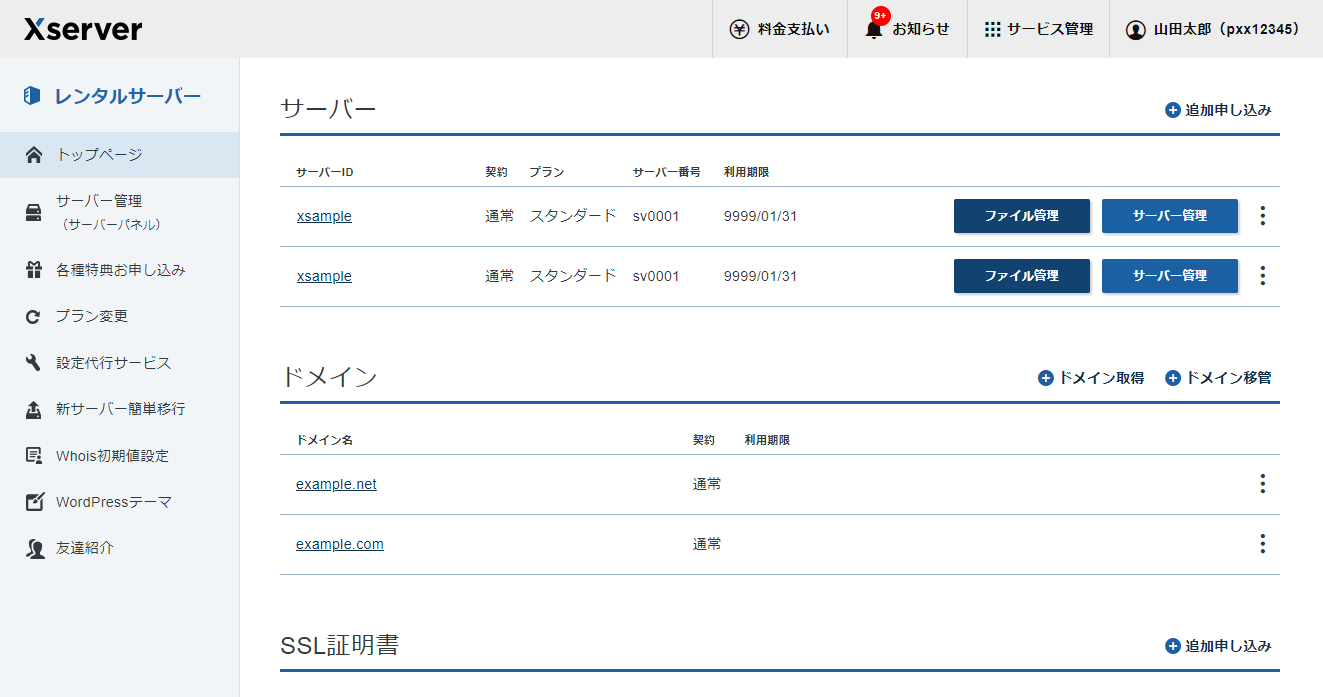 Xserver
料金支払い
9+
お知らせ
サービス管理
山田太郎（pxx12345）
レンタルサーバー
トップページ
サーバー管理
（サーバーパネル）
各種特典お申し込み
プラン変更
設定代行サービス
新サーバー簡単移行
Whois初期値設定
WordPressテーマ
友達紹介
サーバー
追加申し込み
サーバーID 契約 プラン サーバー番号 利用期限
xsample 通常 スタンダード sv0001 9999/01/31 ファイル管理 サーバー管理
xsample 通常 スタンダード sv0001 9999/01/31 ファイル管理 サーバー管理
ドメイン
ドメイン取得 ドメイン移管
ドメイン名 契約 利用期限
example.net 通常
example.com 通常
SSL証明書
追加申し込み